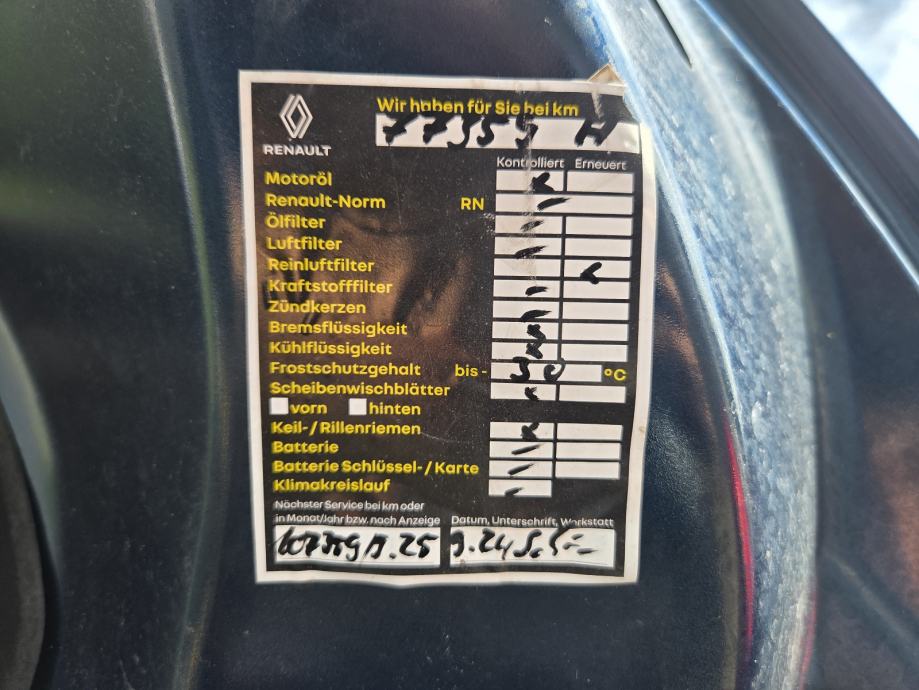 Wir haben für Sie bei km
RENAULT
77359 H
Kontrolliert Erneuert
Motoröl
Renault-Norm RN
Ölfilter
Luftfilter
Reinluftfilter
Kraftstofffilter
Zündkerzen
Bremsflüssigkeit
Kühlflüssigkeit
Frostschutzgehalt bis - °C
Scheibenwischblätter
vorn hinten
Keil-/Rillenriemen
Batterie
Batterie Schlüssel-/Karte
Klimakreislauf
Nächster Service bei km oder
in Monat/Jahr bzw. nach Anzeige Datum, Unterschrift, Werkstatt